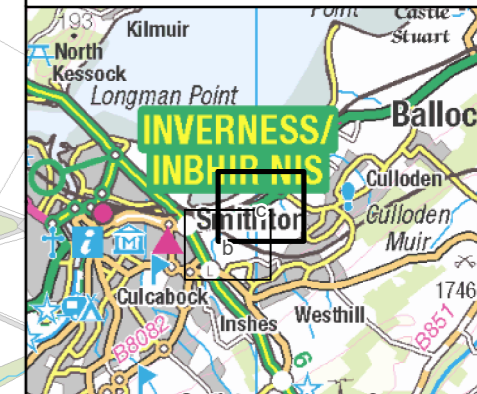 193
Kilmuir
Point
Castle
Stuart
North
Kessock
Longman Point
Balloc
INVERNESS/
INBHIR NIS
Culloden
Smithton
c
Culloden
Muir
b
i
M
L
Culcabock
1746
Inshes
Westhill
B8082
B851
9